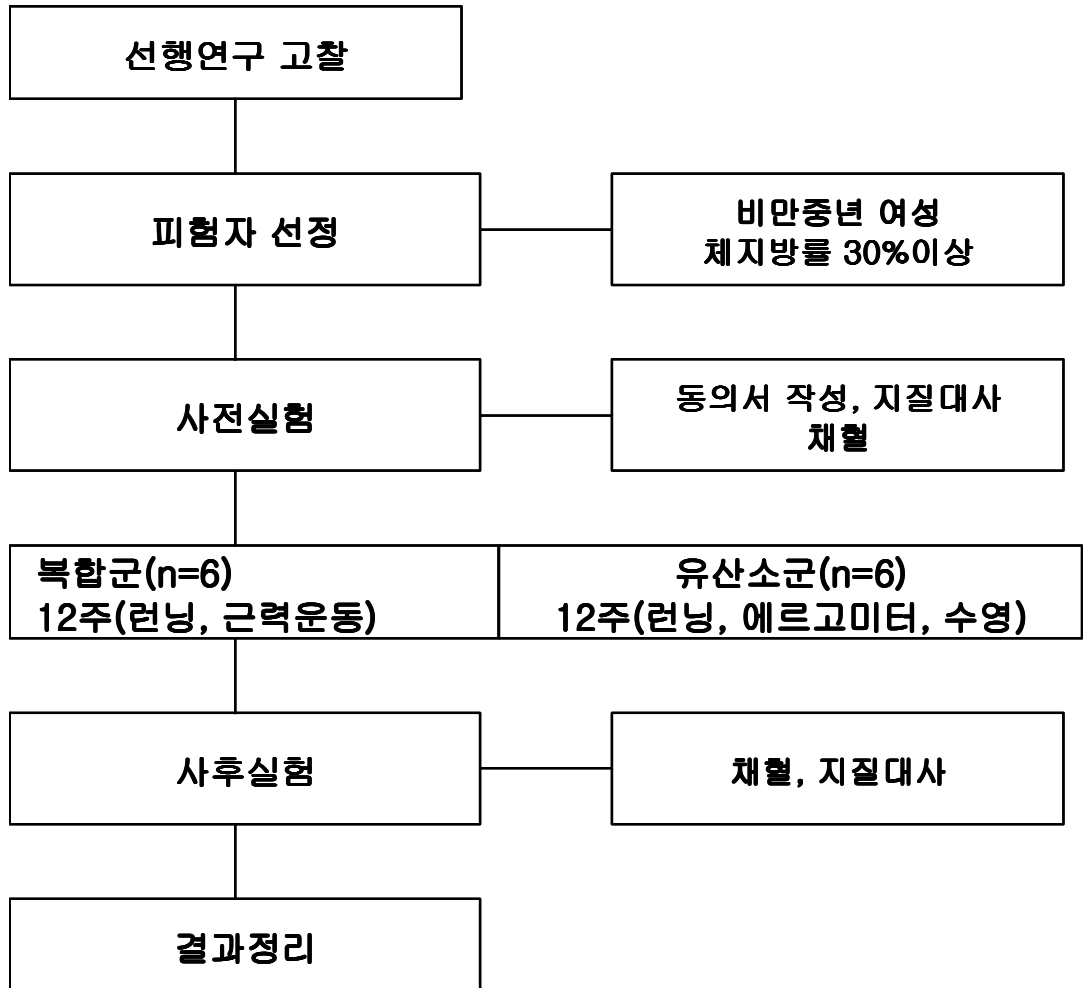 선행연구 고찰
피험자 선정
비만중년 여성
체지방률 30%이상
사전실험
동의서 작성, 지질대사
채혈
복합군(n=6)
12주(런닝, 근력운동)
유산소군(n=6)
12주(런닝, 에르고미터, 수영)
사후실험
채혈, 지질대사
결과정리